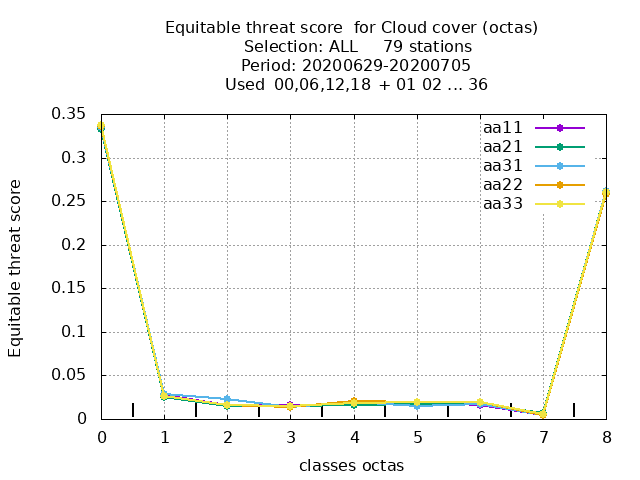 Equitable threat score  for Cloud cover (octas)
Selection: ALL     79 stations
Period: 20200629-20200705
Used  00,06,12,18 + 01 02 ... 36
aa11
aa21
aa31
aa22
aa33
Equitable threat score
0.35
0.3
0.25
0.2
0.15
0.1
0.05
0
0 1 2 3 4 5 6 7 8
classes octas